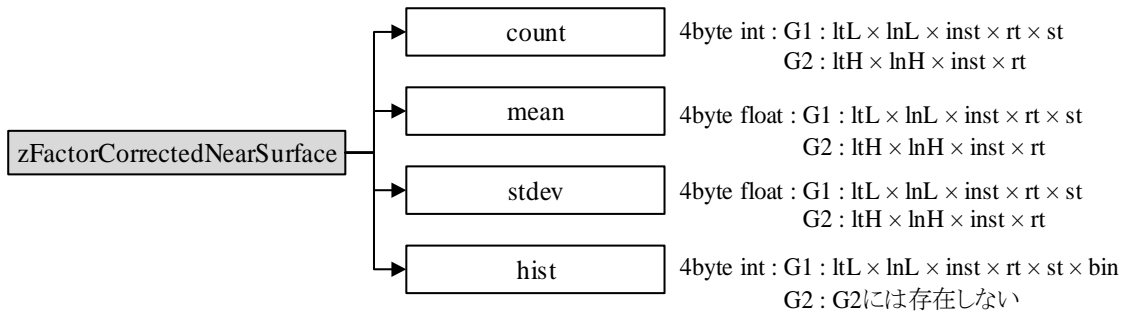 count
4byte int : G1 : ltL × lnL × inst × rt × st
G2 : ltH × lnH × inst × rt
mean
4byte float : G1 : ltL × lnL × inst × rt × st
G2 : ltH × lnH × inst × rt
zFactorCorrectedNearSurface
stdev
4byte float : G1 : ltL × lnL × inst × rt × st
G2 : ltH × lnH × inst × rt
hist
4byte int : G1 : ltL × lnL × inst × rt × st × bin
G2 : G2には存在しない